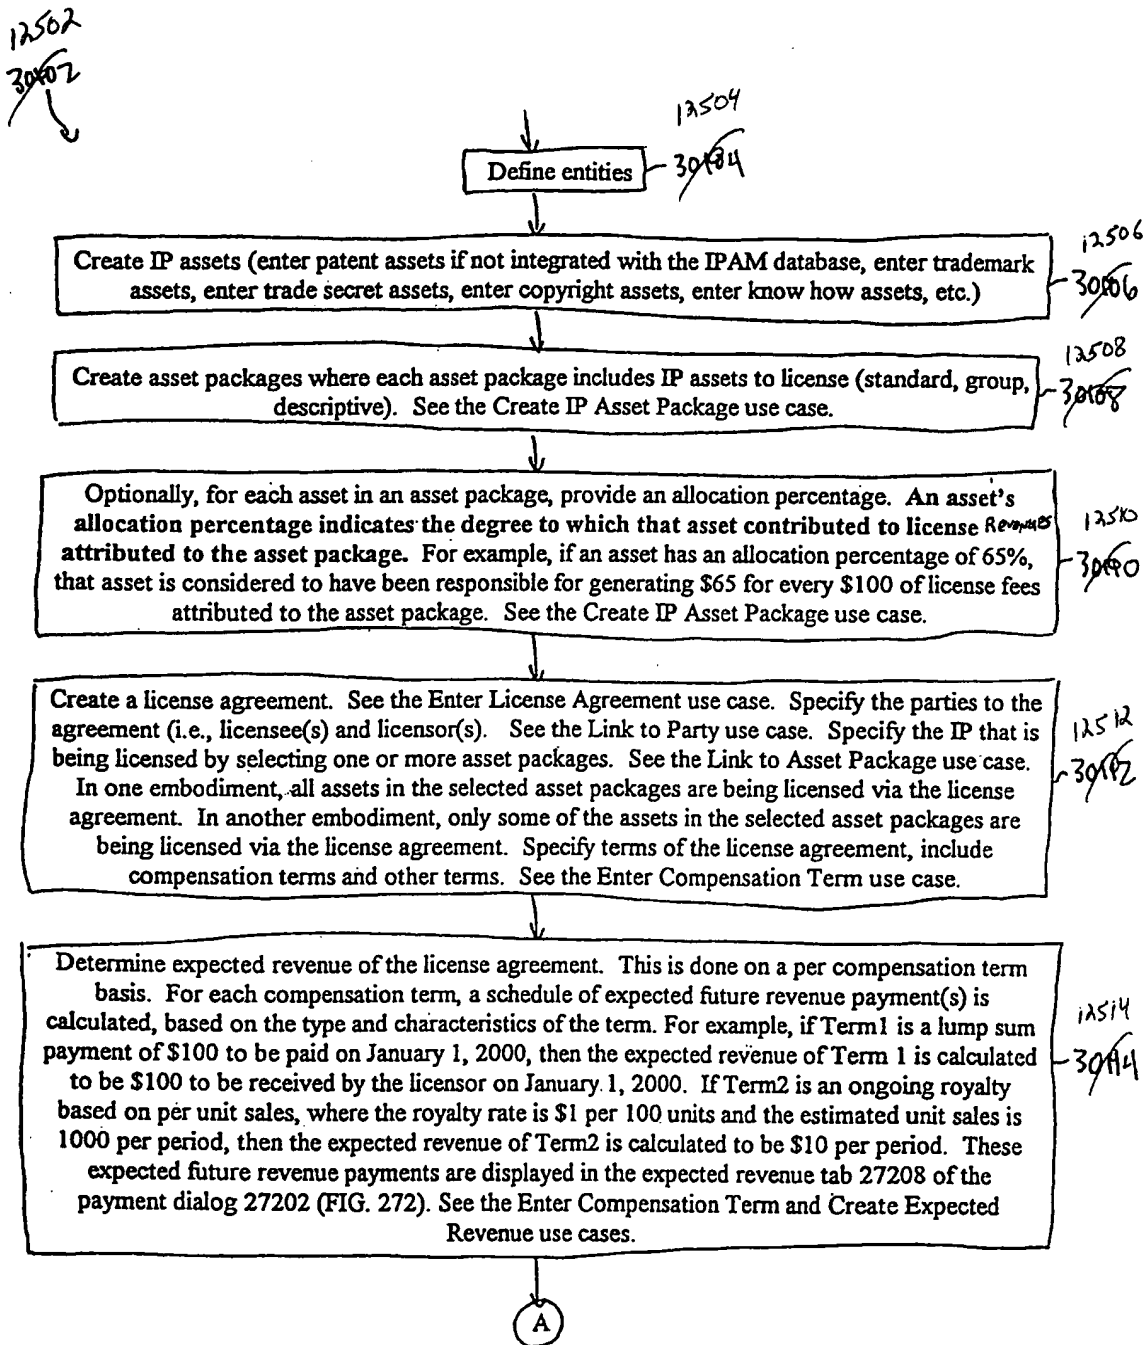 12502
12504
Define entities
12506
Create IP assets (enter patent assets if not integrated with the IPAM database, enter trademark
assets, enter trade secret assets, enter copyright assets, enter know how assets, etc.)
12508
Create asset packages where each asset package includes IP assets to license (standard, group,
descriptive). See the Create IP Asset Package use case.
Optionally, for each asset in an asset package, provide an allocation percentage. An asset's
allocation percentage indicates the degree to which that asset contributed to license Revenues
attributed to the asset package. For example, if an asset has an allocation percentage of 65%,
12510
that asset is considered to have been responsible for generating $65 for every $100 of license fees
attributed to the asset package. See the Create IP Asset Package use case.
Create a license agreement. See the Enter License Agreement use case. Specify the parties to the
agreement (i.e., licensee(s) and licensor(s). See the Link to Party use case. Specify the IP that is
12512
being licensed by selecting one or more asset packages. See the Link to Asset Package use case.
In one embodiment, all assets in the selected asset packages are being licensed via the license
agreement. In another embodiment, only some of the assets in the selected asset packages are
being licensed via the license agreement. Specify terms of the license agreement, include
compensation terms and other terms. See the Enter Compensation Term use case.
Determine expected revenue of the license agreement. This is done on a per compensation term
basis. For each compensation term, a schedule of expected future revenue payment(s) is
12514
calculated, based on the type and characteristics of the term. For example, if Term1 is a lump sum
payment of $100 to be paid on January 1, 2000, then the expected revenue of Term 1 is calculated
to be $100 to be received by the licensor on January 1, 2000. If Term2 is an ongoing royalty
based on per unit sales, where the royalty rate is $1 per 100 units and the estimated unit sales is
1000 per period, then the expected revenue of Term2 is calculated to be $10 per period. These
expected future revenue payments are displayed in the expected revenue tab 27208 of the
payment dialog 27202 (FIG. 272). See the Enter Compensation Term and Create Expected
Revenue use cases.
A